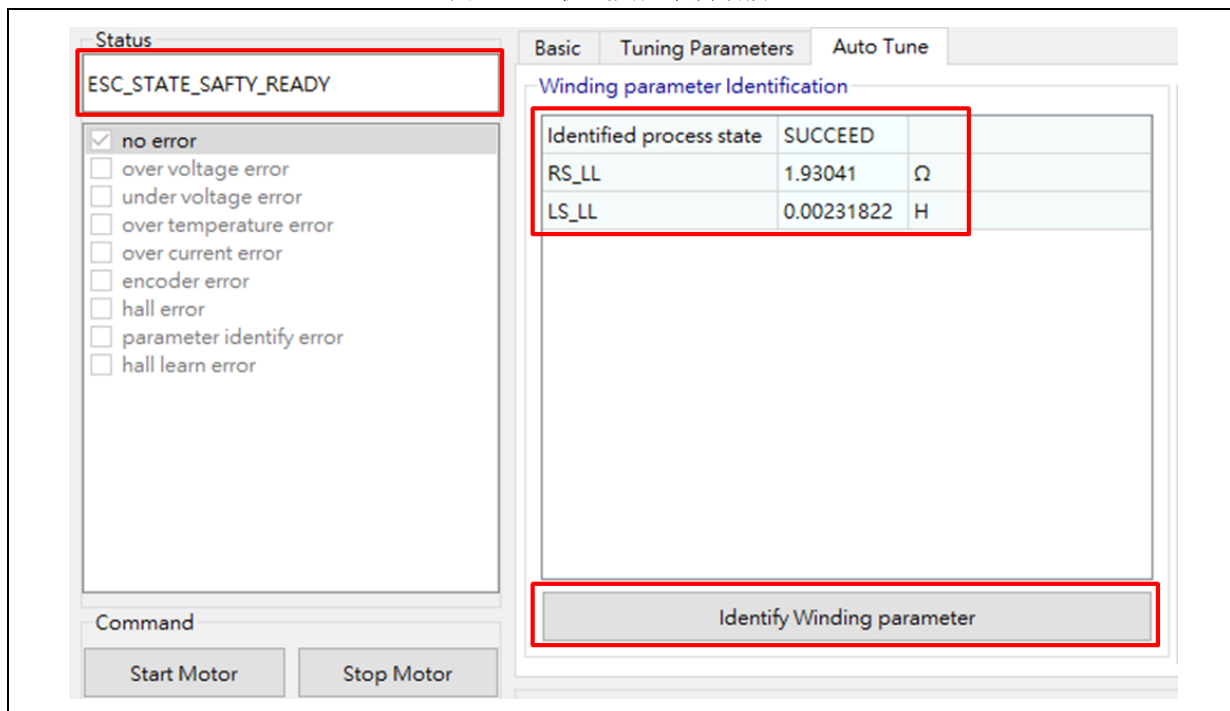 Status
ESC_STATE_SAFTY_READY
no error
over voltage error
under voltage error
over temperature error
over current error
encoder error
hall error
parameter identify error
hall learn error
Command
Start Motor Stop Motor
Basic Tuning Parameters Auto Tune
Winding parameter Identification
Identified process state SUCCEED
RS_LL 1.93041 Ω
LS_LL 0.00231822 H
Identify Winding parameter